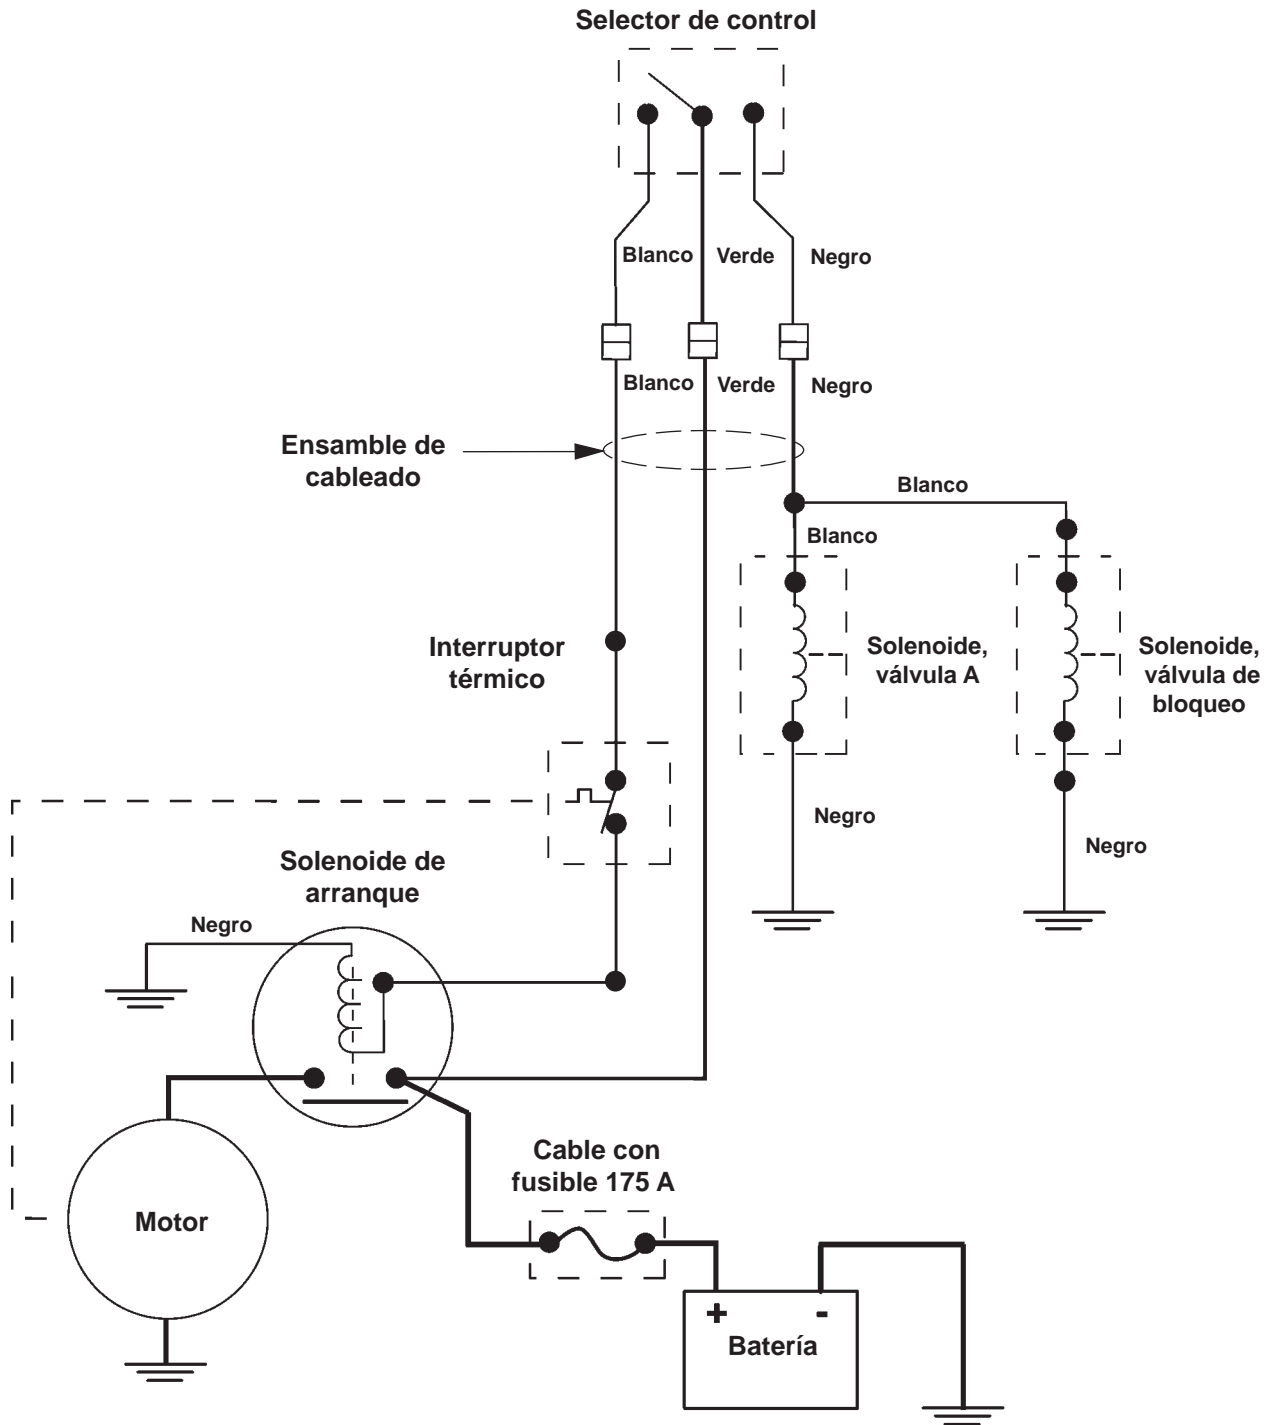 Selector de control
Blanco
Verde
Negro
Blanco
Verde
Negro
Ensamble de
cableado
Blanco
Blanco
Interruptor
térmico
Solenoide,
válvula A
Solenoide,
válvula de
bloqueo
Negro
Negro
Solenoide de
arranque
Negro
Cable con
fusible 175 A
Motor
+
-
Batería